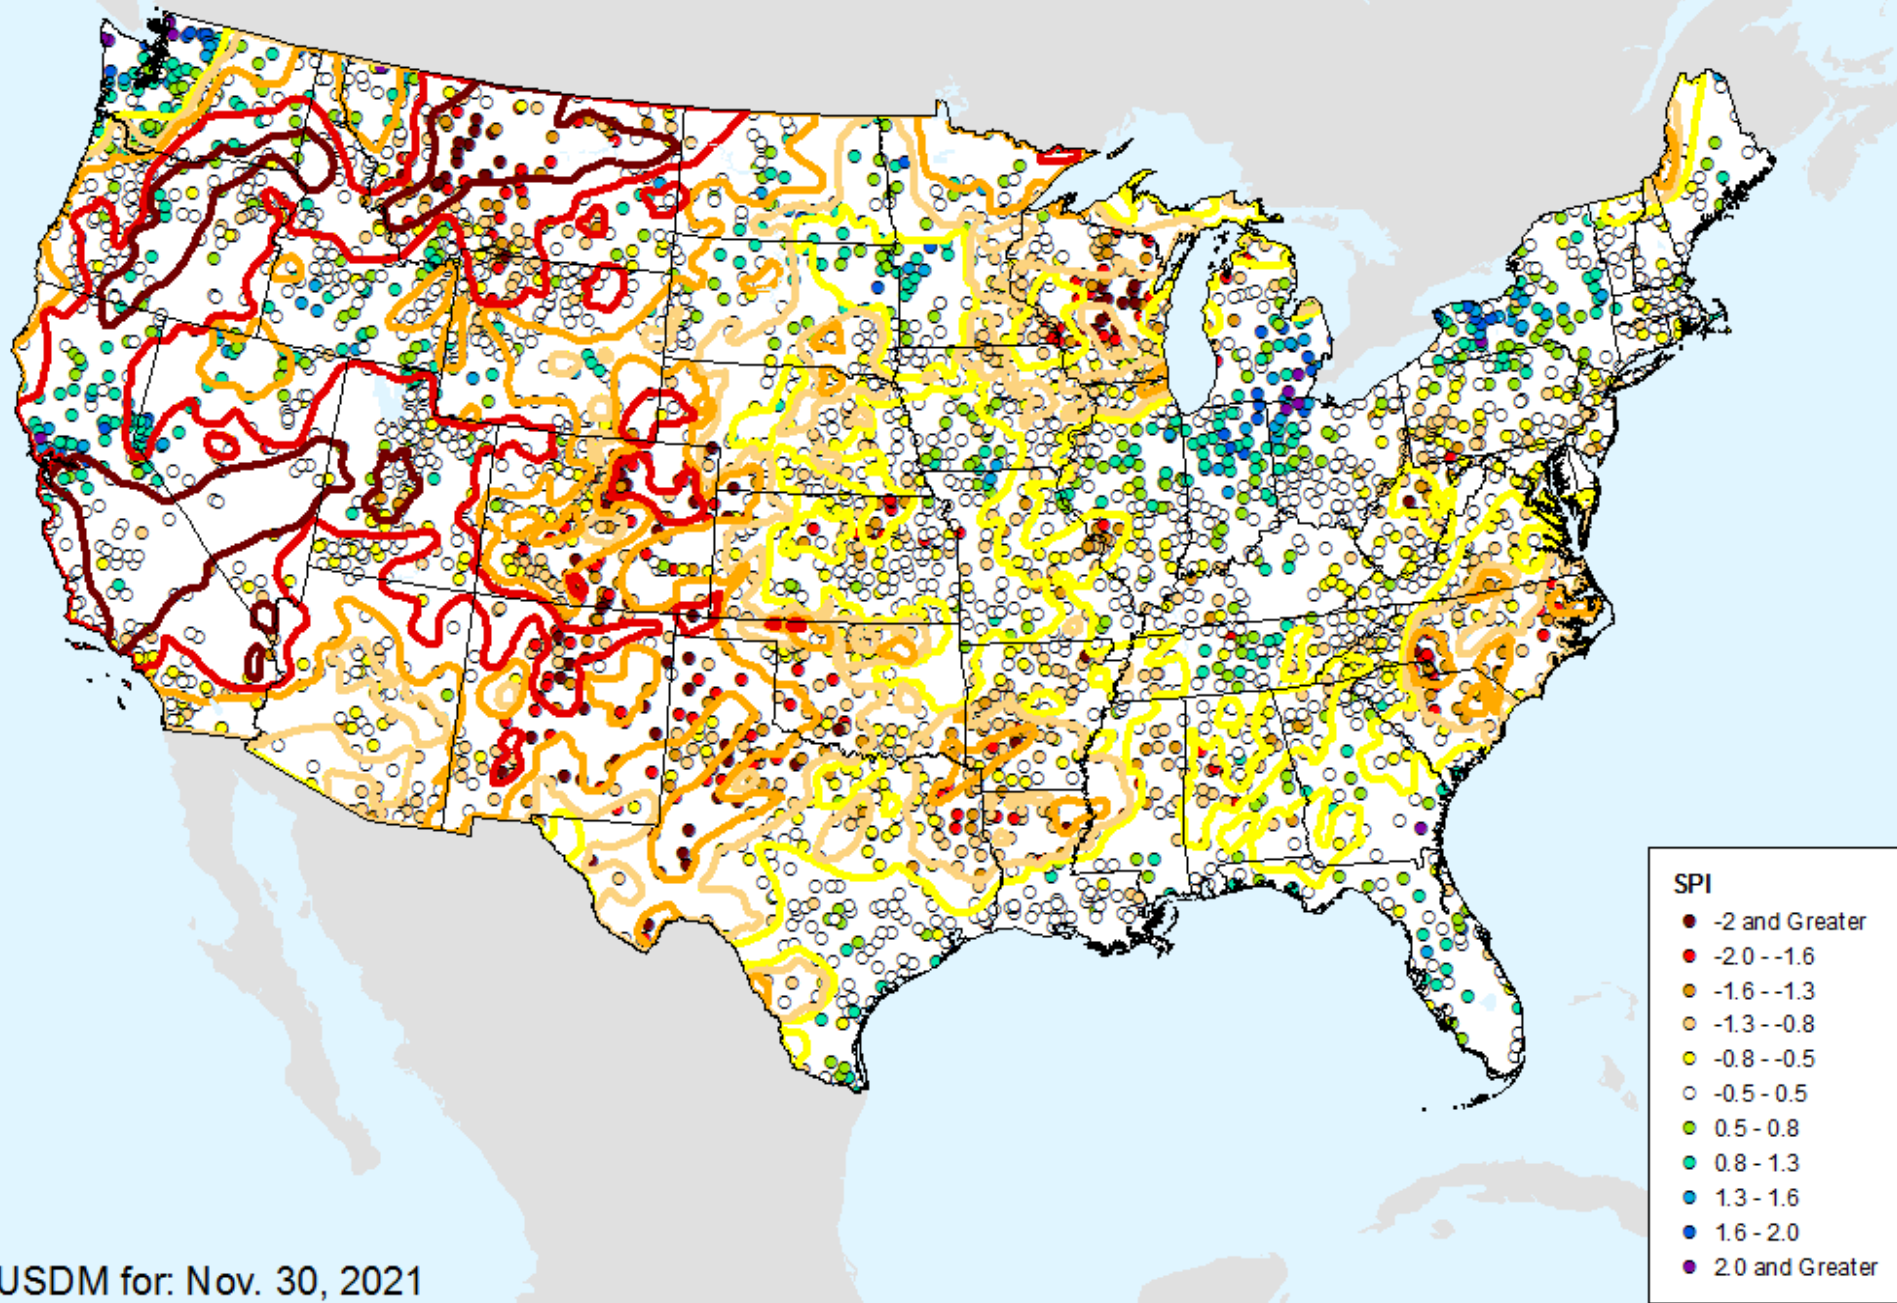 SPI
-2 and Greater
-2.0 - -1.6
-1.6 - -1.3
-1.3 - -0.8
-0.8 - -0.5
-0.5 - 0.5
0.5 - 0.8
0.8 - 1.3
1.3 - 1.6
1.6 - 2.0
2.0 and Greater
USDM for: Nov. 30, 2021